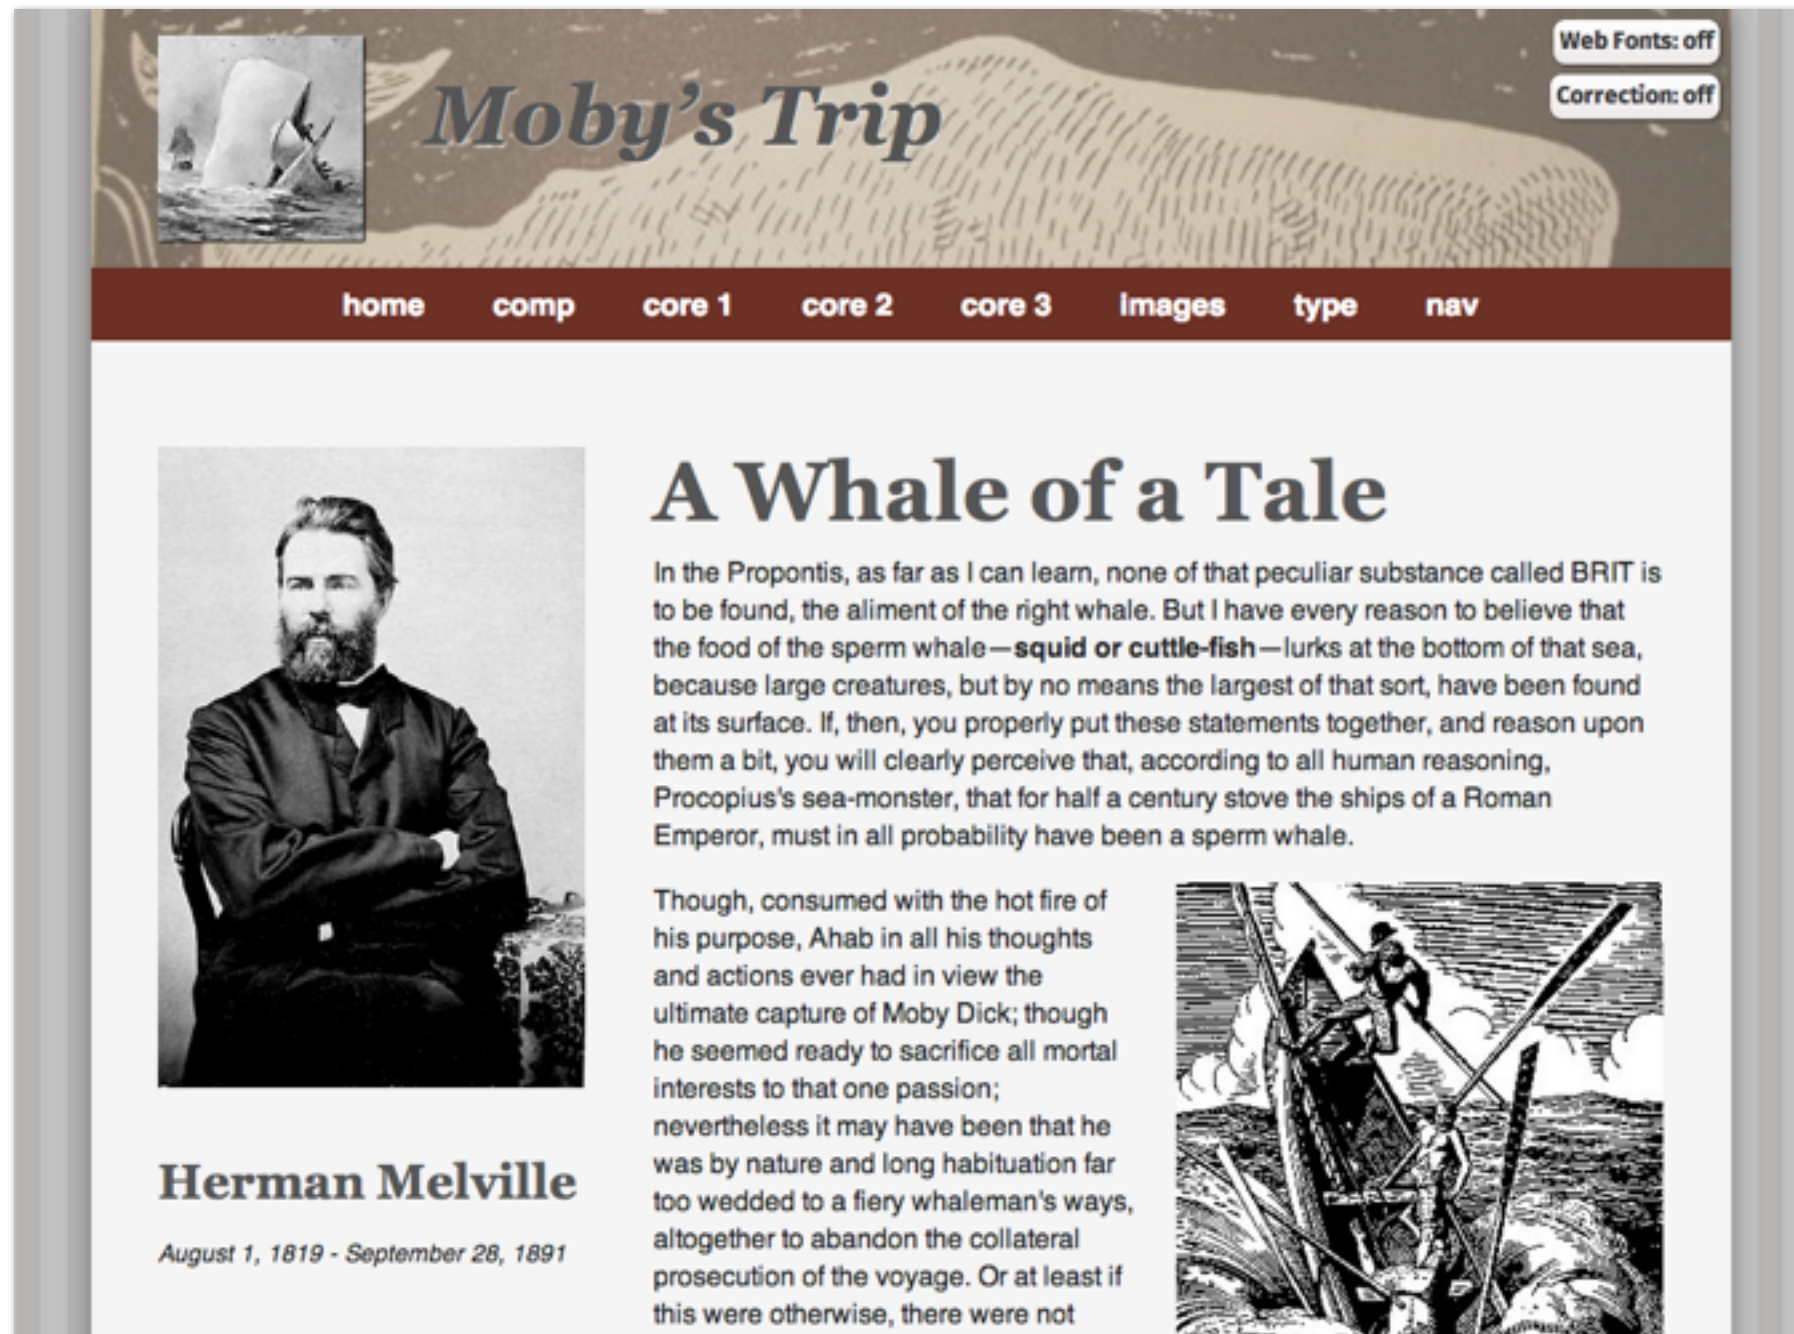 Web Fonts: off
Correction: off
Moby’s Trip
home comp core 1 core 2 core 3 images type nav
A Whale of a Tale
In the Propontis, as far as I can learn, none of that peculiar substance called BRIT is
to be found, the aliment of the right whale. But I have every reason to believe that
the food of the sperm whale—squid or cuttle-fish—lurks at the bottom of that sea,
because large creatures, but by no means the largest of that sort, have been found
at its surface. If, then, you properly put these statements together, and reason upon
them a bit, you will clearly perceive that, according to all human reasoning,
Procopius's sea-monster, that for half a century stove the ships of a Roman
Emperor, must in all probability have been a sperm whale.
Though, consumed with the hot fire of
his purpose, Ahab in all his thoughts
and actions ever had in view the
ultimate capture of Moby Dick; though
he seemed ready to sacrifice all mortal
interests to that one passion;
nevertheless it may have been that he
was by nature and long habituation far
too wedded to a fiery whaleman's ways,
altogether to abandon the collateral
prosecution of the voyage. Or at least if
this were otherwise, there were not
Herman Melville
August 1, 1819 - September 28, 1891